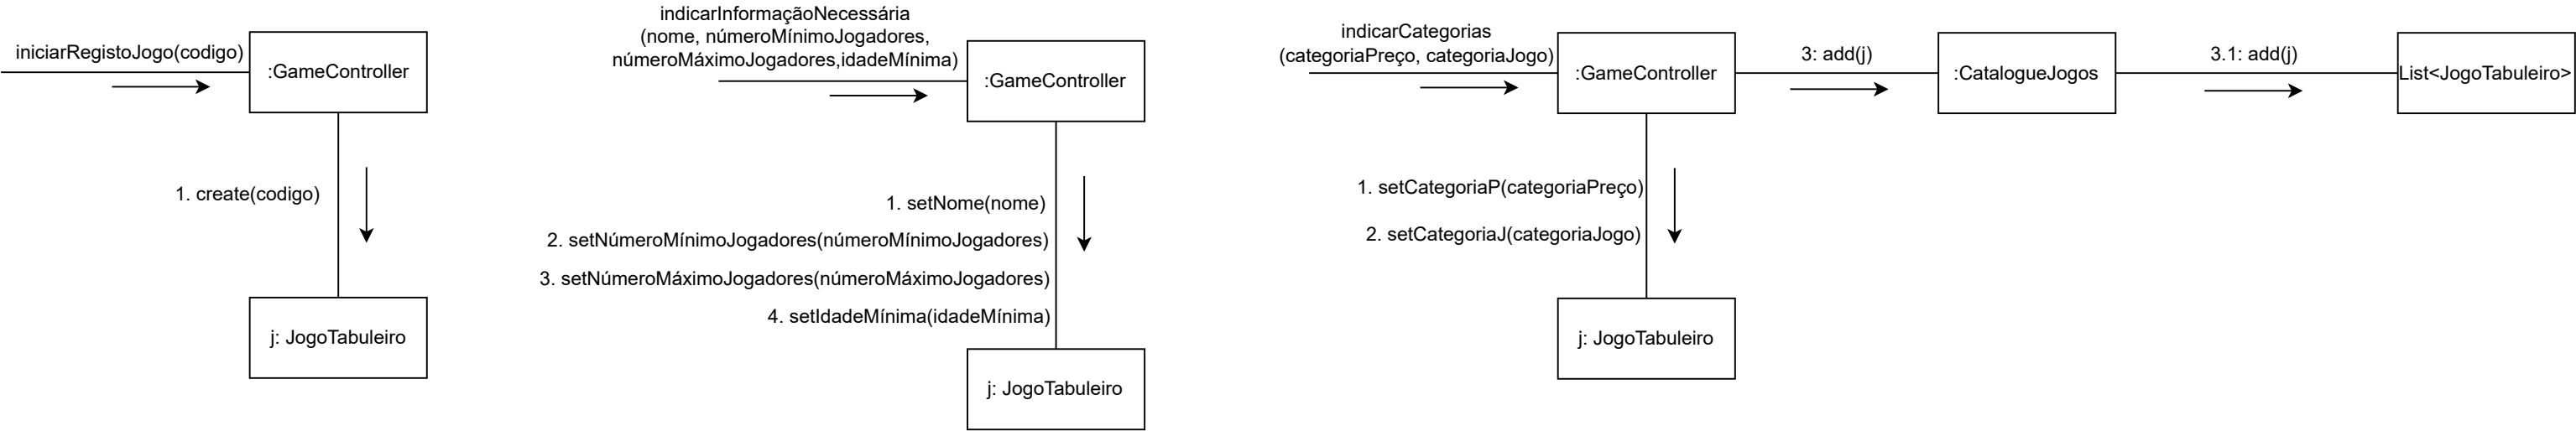 iniciarRegistoJogo(codigo)
:GameController
1. create(codigo)
j: JogoTabuleiro
indicarInformaçãoNecessária
(nome, númeroMínimoJogadores,
númeroMáximoJogadores,idadeMínima)
:GameController
1. setNome(nome)
2. setNúmeroMínimoJogadores(númeroMínimoJogadores)
3. setNúmeroMáximoJogadores(númeroMáximoJogadores)
4. setIdadeMínima(idadeMínima)
j: JogoTabuleiro
indicarCategorias
(categoriaPreço, categoriaJogo)
:GameController
3: add(j)
:CatalogueJogos
3.1: add(j)
List<JogoTabuleiro>
1. setCategoriaP(categoriaPreço)
2. setCategoriaJ(categoriaJogo)
j: JogoTabuleiro